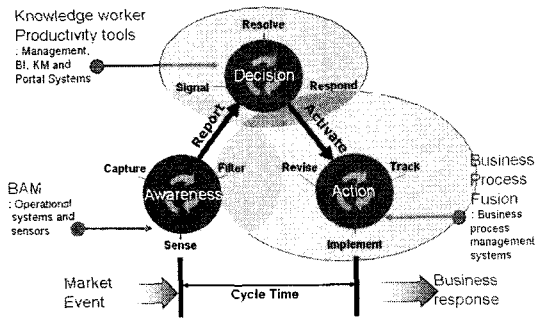 Knowledge worker
Productivity tools
: Management,
BI, KM and
Portal Systems
Resolve
Decision
Signal
Respond
Report
Activate
Capture
Filter
Awareness
Sense
Revise
Track
Action
Implement
BAM
: Operational
systems and
sensors
Business
Process
Fusion
: Business
process
management
systems
Market
Event
Cycle Time
Business
response